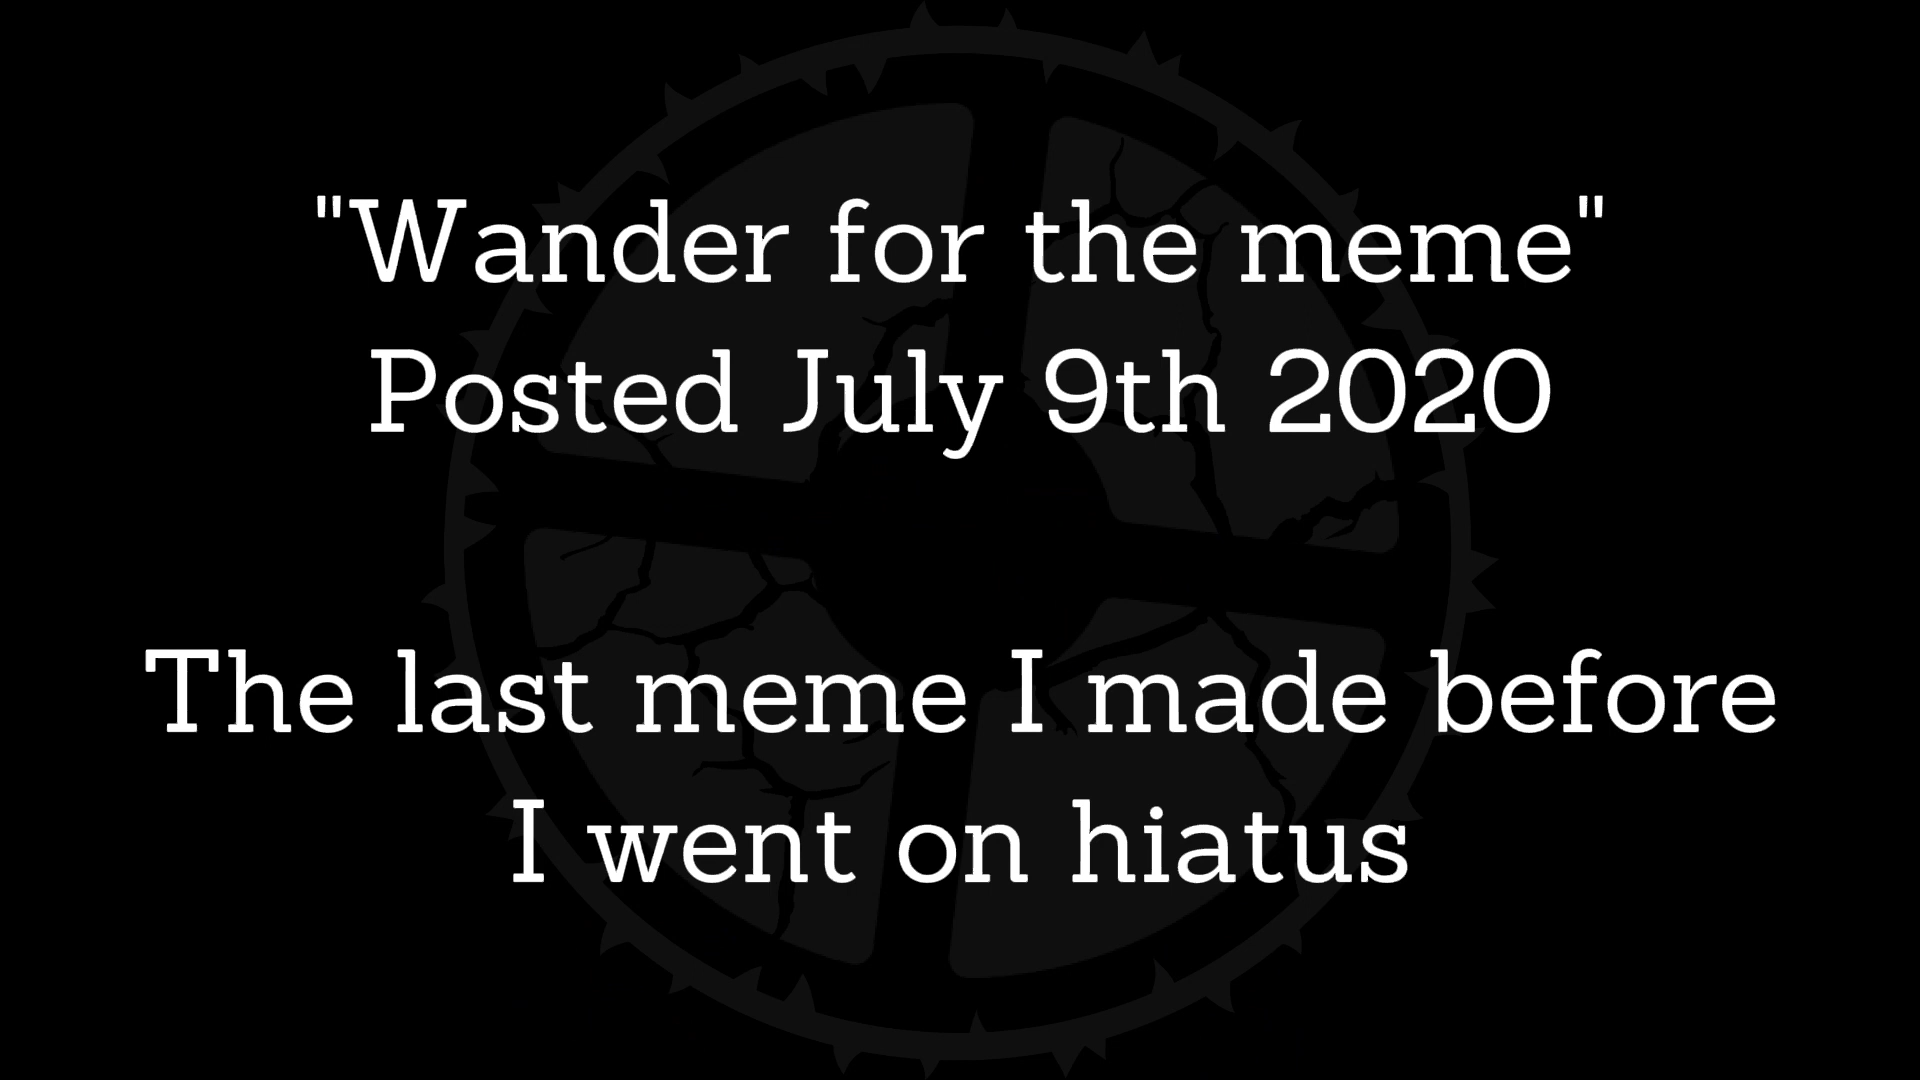 "Wander for the meme"
Posted July 9th 2020
The last meme I made before
I went on hiatus